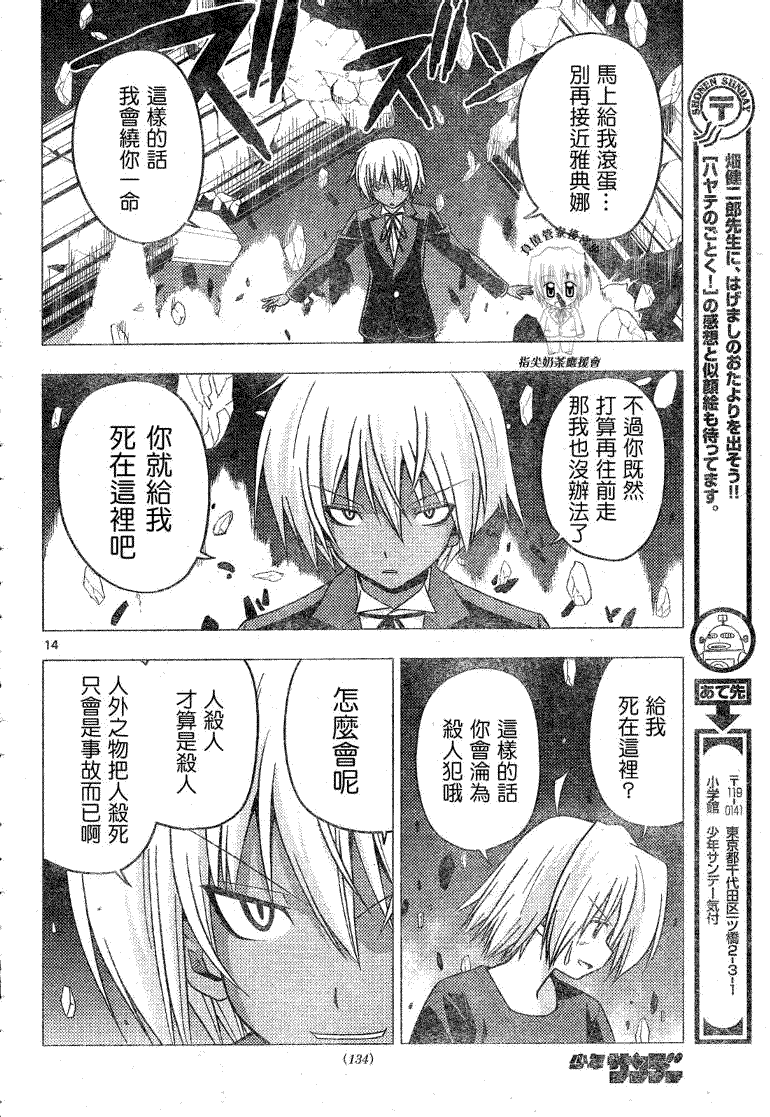 馬上給我滾蛋…
別再接近雅典娜
這樣的話
我會繞你一命
指尖奶茶應援會
不過你既然
打算再往前走
那我也沒辦法了
你就給我
死在這裡吧
14
給我
死在這裡？
這樣的話
你會淪為
殺人犯哦
怎麼會呢
人殺人
才算是殺人
人外之物把人殺死
只會是事故而已啊
(134)
少年サンデー
SHONEN SUNDAY
〒
畑健二郎先生に、はげましのおたよりを出そう!!
「ハヤテのごとく！」の感想と似顔絵も待ってます。
あて先
〒119-0141 東京都千代田区一ツ橋2-3-1
小学館 少年サンデー気付